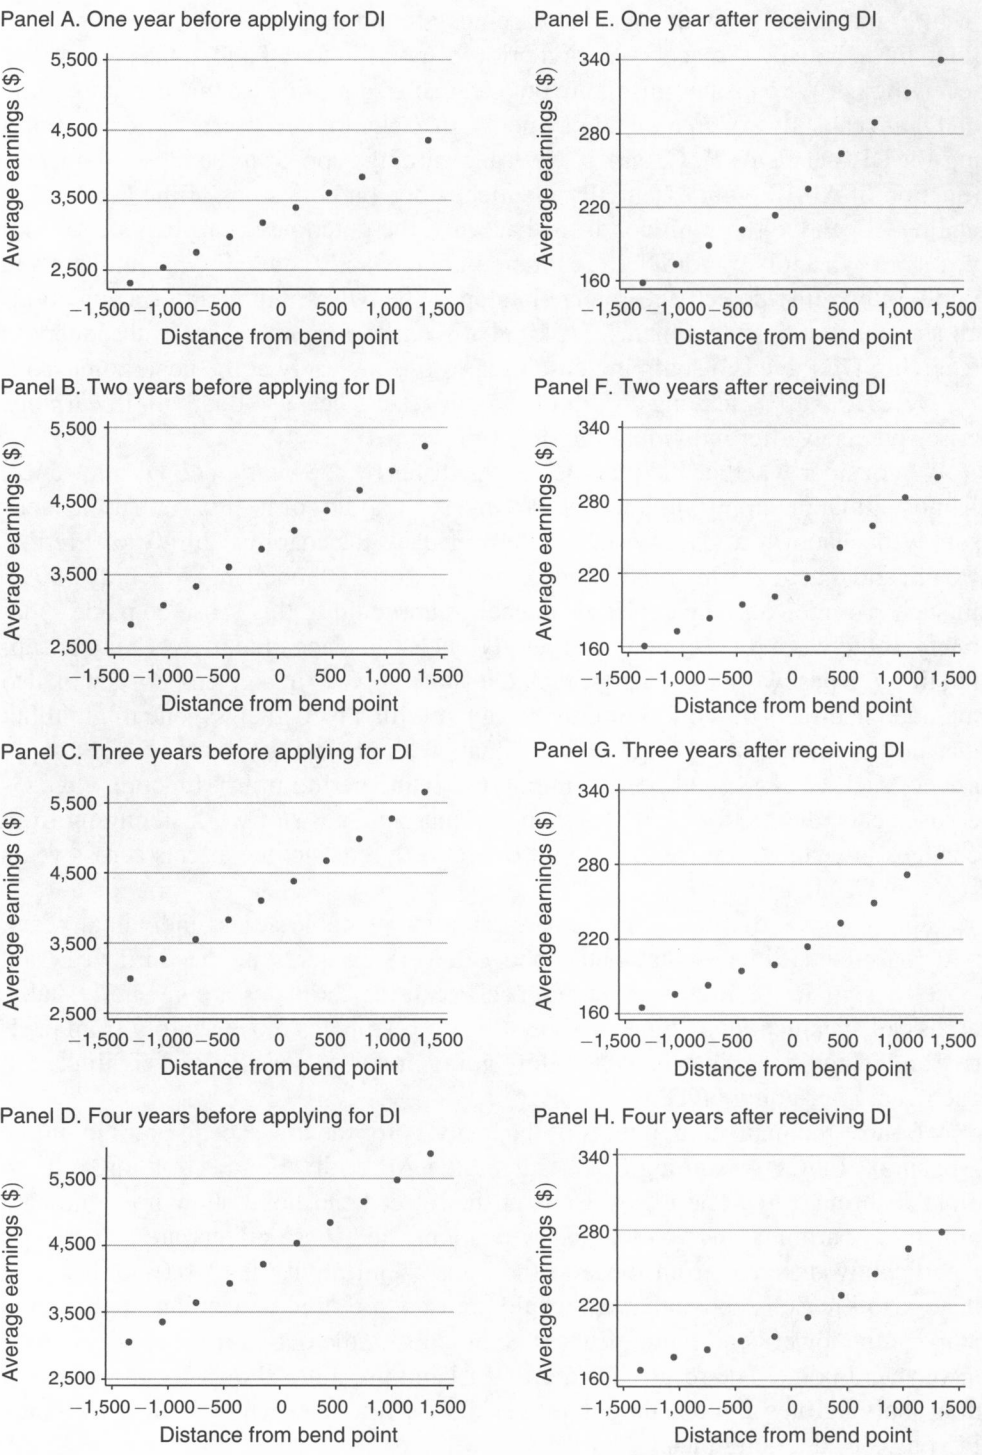 Panel A. One year before applying for DI
Average earnings ($)
5,500
4,500
3,500
2,500
−1,500 −1,000 −500 0 500 1,000 1,500
Distance from bend point
Panel E. One year after receiving DI
Average earnings ($)
340
280
220
160
−1,500 −1,000 −500 0 500 1,000 1,500
Distance from bend point
Panel B. Two years before applying for DI
Average earnings ($)
5,500
4,500
3,500
2,500
−1,500 −1,000 −500 0 500 1,000 1,500
Distance from bend point
Panel F. Two years after receiving DI
Average earnings ($)
340
280
220
160
−1,500 −1,000 −500 0 500 1,000 1,500
Distance from bend point
Panel C. Three years before applying for DI
Average earnings ($)
5,500
4,500
3,500
2,500
−1,500 −1,000 −500 0 500 1,000 1,500
Distance from bend point
Panel G. Three years after receiving DI
Average earnings ($)
340
280
220
160
−1,500 −1,000 −500 0 500 1,000 1,500
Distance from bend point
Panel D. Four years before applying for DI
Average earnings ($)
5,500
4,500
3,500
2,500
−1,500 −1,000 −500 0 500 1,000 1,500
Distance from bend point
Panel H. Four years after receiving DI
Average earnings ($)
340
280
220
160
−1,500 −1,000 −500 0 500 1,000 1,500
Distance from bend point